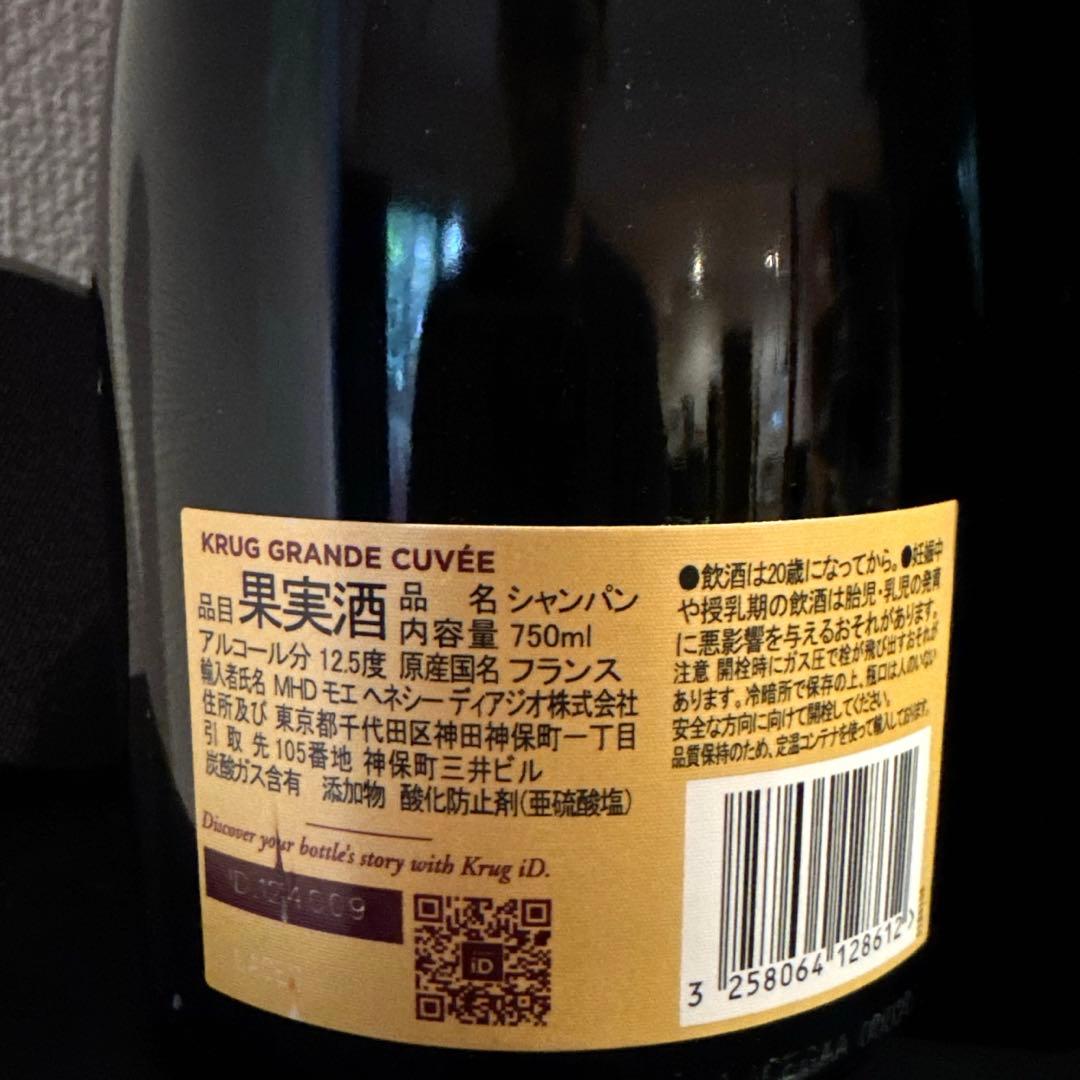 KRUG GRANDE CUVÉE
品目 果実酒 品 名 シャンパン
内容量 750ml
アルコール分 12.5度 原産国名 フランス
輸入者氏名 MHD モエ ヘネシー ディアジオ株式会社
住所及び 東京都千代田区神田神保町一丁目
引 取 先 105番地 神保町三井ビル
炭酸ガス含有 添加物 酸化防止剤(亜硫酸塩)
Discover your bottle's story with Krug iD.
iD
●飲酒は20歳になってから。●妊娠中
や授乳期の飲酒は胎児・乳児の発育
に悪影響を与えるおそれがあります。
注意 開栓時にガス圧で栓が飛び出すおそれが
あります。冷暗所で保存の上、瓶口は人のいない
安全な方向に向けて開栓してください。
品質保持のため、定温コンテナを使って輸入しております。
3 258064 128612 >